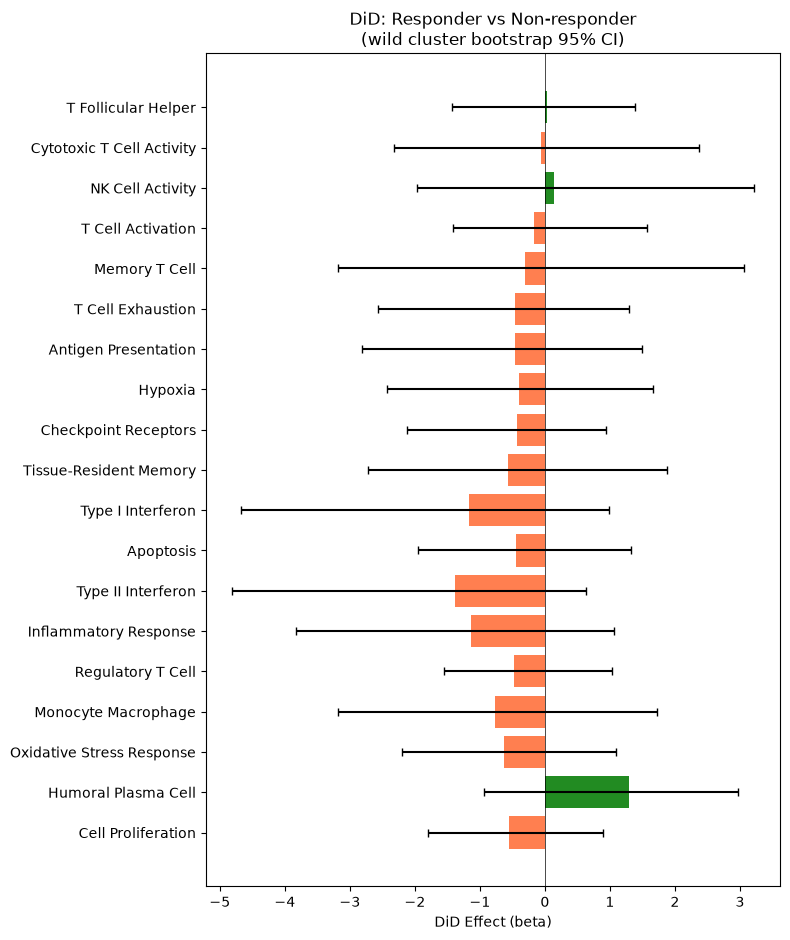 DiD: Responder vs Non-responder
(wild cluster bootstrap 95% CI)
T Follicular Helper
Cytotoxic T Cell Activity
NK Cell Activity
T Cell Activation
Memory T Cell
T Cell Exhaustion
Antigen Presentation
Hypoxia
Checkpoint Receptors
Tissue-Resident Memory
Type I Interferon
Apoptosis
Type II Interferon
Inflammatory Response
Regulatory T Cell
Monocyte Macrophage
Oxidative Stress Response
Humoral Plasma Cell
Cell Proliferation
−5 −4 −3 −2 −1 0 1 2 3
DiD Effect (beta)